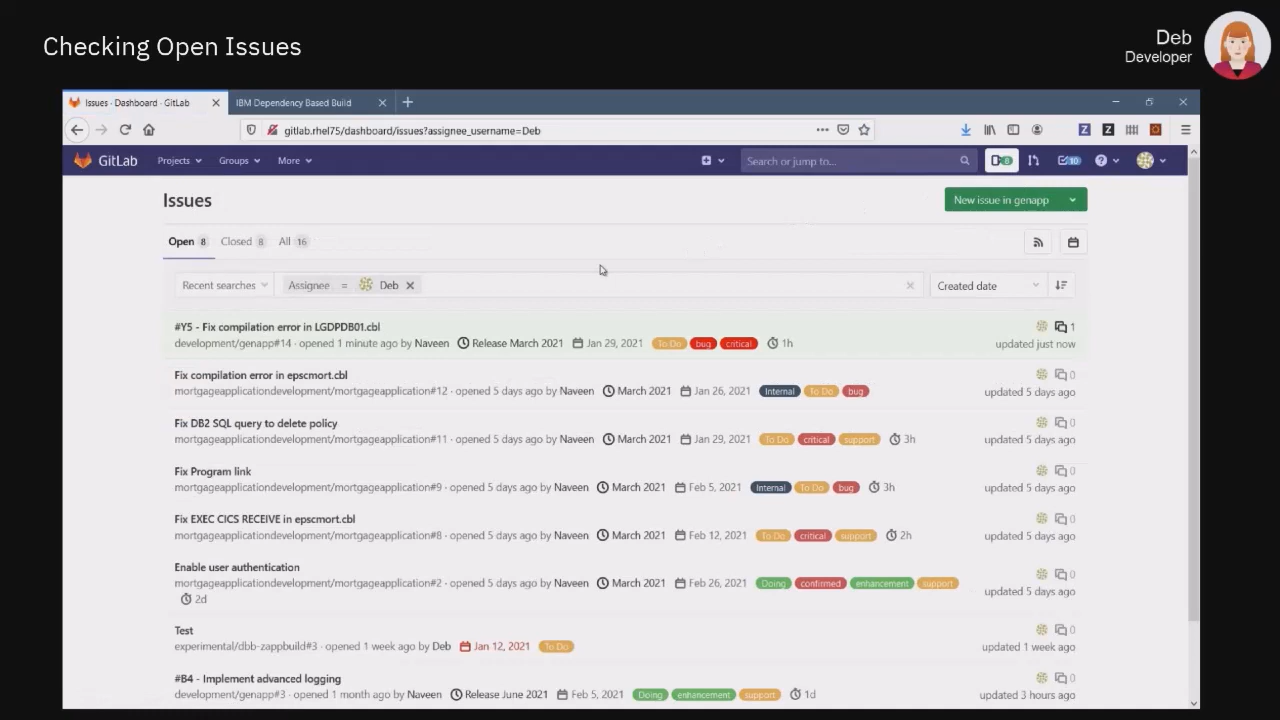 Checking Open Issues
Deb
Developer
Issues · Dashboard · GitLab
IBM Dependency Based Build
gitlab.rhel75/dashboard/issues?assignee_username=Deb
GitLab Projects Groups More Search or jump to... 10
Issues
New issue in genapp
Open 8 Closed 8 All 16
Recent searches Assignee = Deb Created date
#Y5 - Fix compilation error in LGDPDB01.cbl 1
development/genapp#14 · opened 1 minute ago by Naveen Release March 2021 Jan 29, 2021 To Do bug critical 1h updated just now
Fix compilation error in epscmort.cbl 0
mortgageapplicationdevelopment/mortgageapplication#12 · opened 5 days ago by Naveen March 2021 Jan 26, 2021 Internal To Do bug updated 5 days ago
Fix DB2 SQL query to delete policy 0
mortgageapplicationdevelopment/mortgageapplication#11 · opened 5 days ago by Naveen March 2021 Jan 29, 2021 To Do critical support 3h updated 5 days ago
Fix Program link 0
mortgageapplicationdevelopment/mortgageapplication#9 · opened 5 days ago by Naveen March 2021 Feb 5, 2021 Internal To Do bug 3h updated 5 days ago
Fix EXEC CICS RECEIVE in epscmort.cbl 0
mortgageapplicationdevelopment/mortgageapplication#8 · opened 5 days ago by Naveen March 2021 Feb 12, 2021 To Do critical support 2h updated 5 days ago
Enable user authentication 0
mortgageapplicationdevelopment/mortgageapplication#2 · opened 5 days ago by Naveen March 2021 Feb 26, 2021 Doing confirmed enhancement support updated 5 days ago
2d
Test 0
experimental/dbb-zappbuild#3 · opened 1 week ago by Deb Jan 12, 2021 To Do updated 1 week ago
#B4 - Implement advanced logging 0
development/genapp#3 · opened 1 month ago by Naveen Release June 2021 Feb 5, 2021 Doing enhancement support 1d updated 3 hours ago